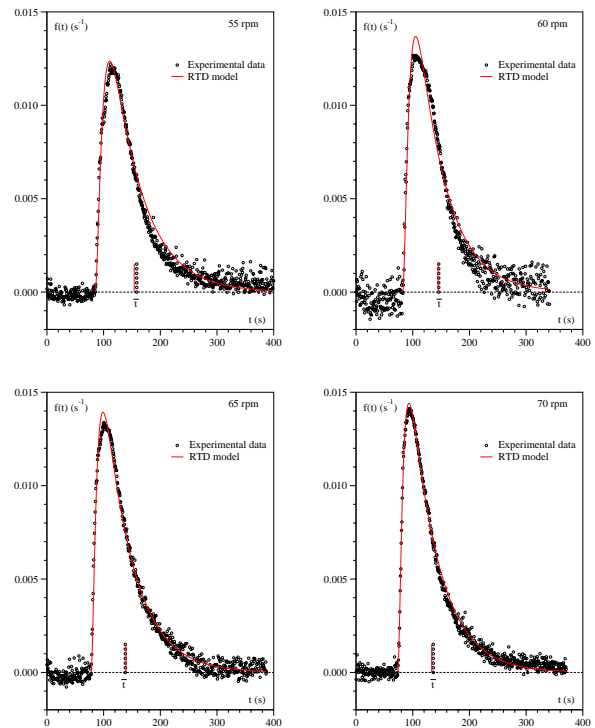 0.015
f(t) (s⁻¹)
55 rpm
Experimental data
RTD model
0.010
0.005
0.000
t̅
t (s)
0 100 200 300 400
0.015
f(t) (s⁻¹)
60 rpm
Experimental data
RTD model
0.010
0.005
0.000
t̅
t (s)
0 100 200 300 400
0.015
f(t) (s⁻¹)
65 rpm
Experimental data
RTD model
0.010
0.005
0.000
t̅
t (s)
0 100 200 300 400
0.015
f(t) (s⁻¹)
70 rpm
Experimental data
RTD model
0.010
0.005
0.000
t̅
t (s)
0 100 200 300 400